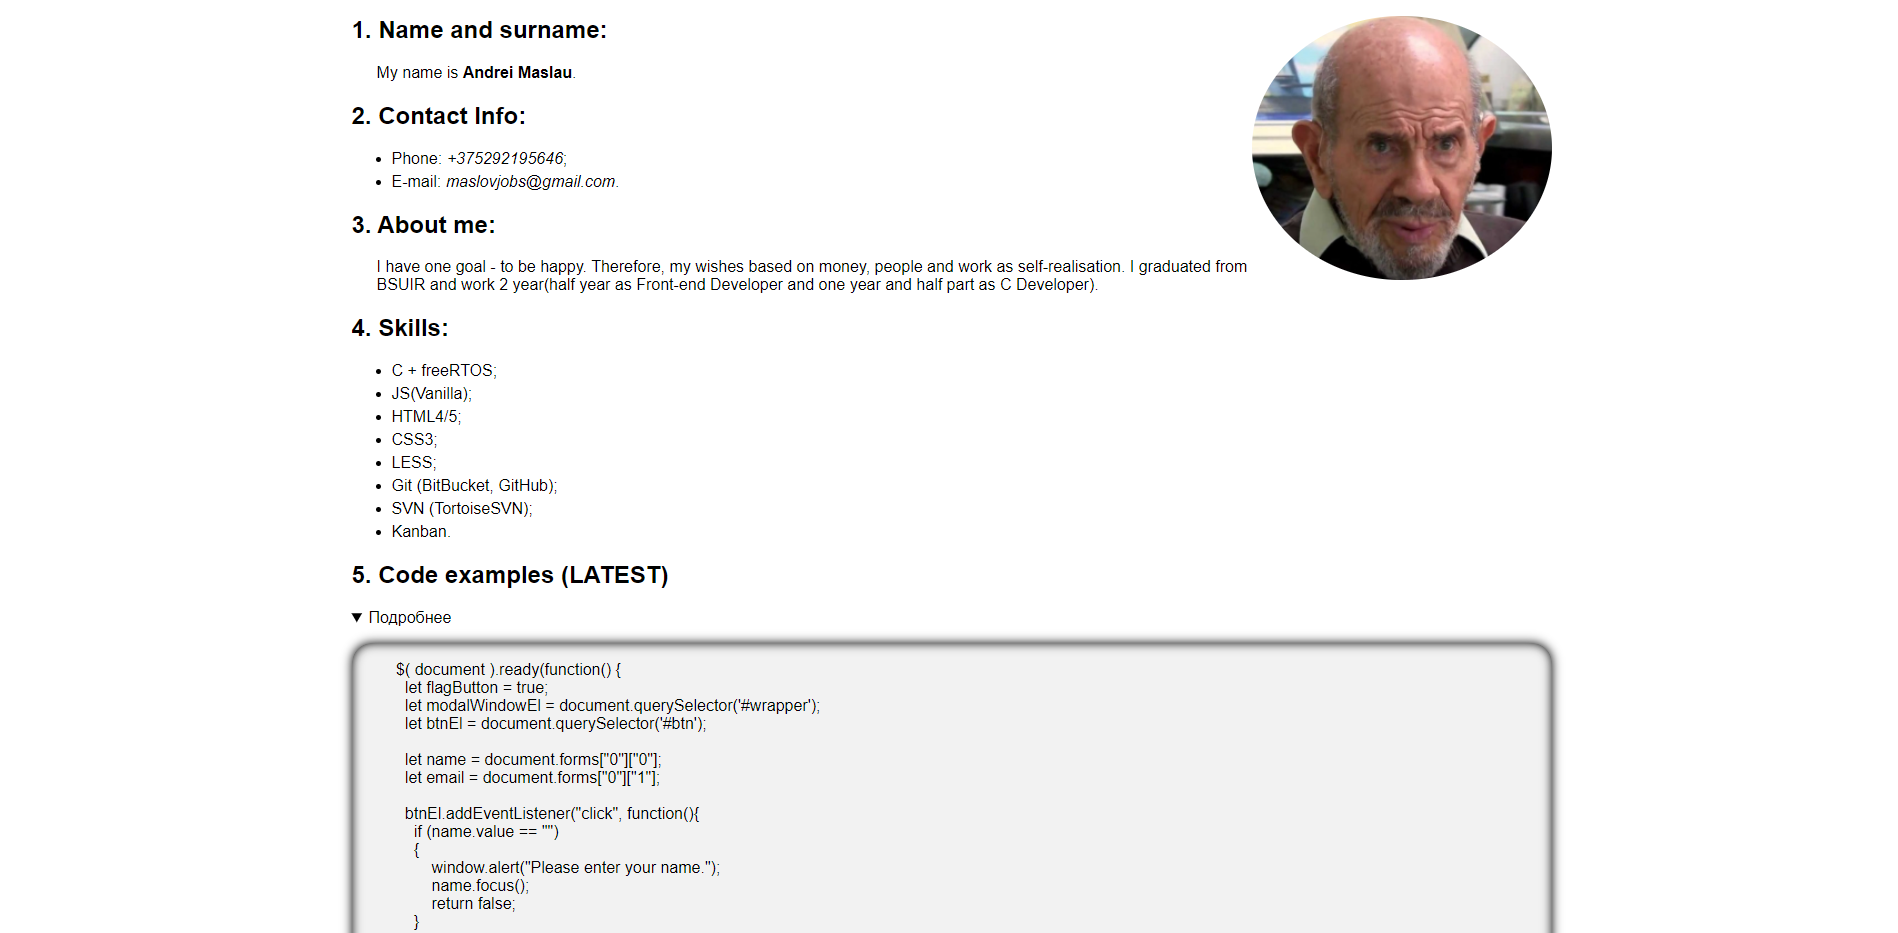 1. Name and surname:
My name is Andrei Maslau.
2. Contact Info:
• Phone: +375292195646;
• E-mail: maslovjobs@gmail.com.
3. About me:
I have one goal - to be happy. Therefore, my wishes based on money, people and work as self-realisation. I graduated from
BSUIR and work 2 year(half year as Front-end Developer and one year and half part as C Developer).
4. Skills:
• C + freeRTOS;
• JS(Vanilla);
• HTML4/5;
• CSS3;
• LESS;
• Git (BitBucket, GitHub);
• SVN (TortoiseSVN);
• Kanban.
5. Code examples (LATEST)
▼ Подробнее
$( document ).ready(function() {
let flagButton = true;
let modalWindowEl = document.querySelector('#wrapper');
let btnEl = document.querySelector('#btn');
let name = document.forms["0"]["0"];
let email = document.forms["0"]["1"];
btnEl.addEventListener("click", function(){
if (name.value == "")
{
window.alert("Please enter your name.");
name.focus();
return false;
}